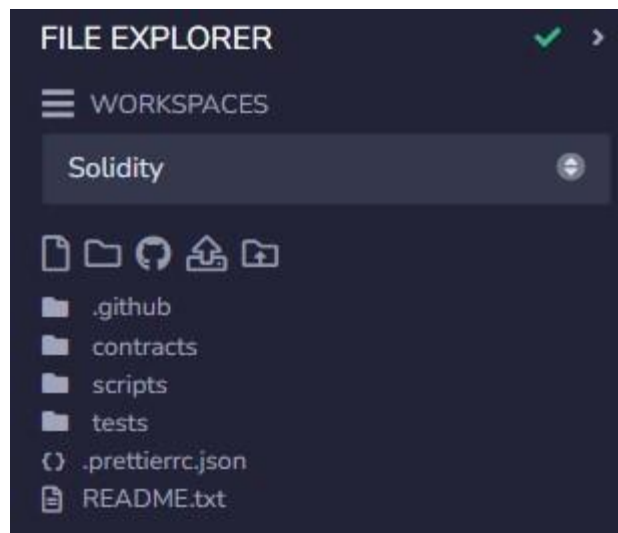 FILE EXPLORER
WORKSPACES
Solidity
.github
contracts
scripts
tests
.prettierrc.json
README.txt